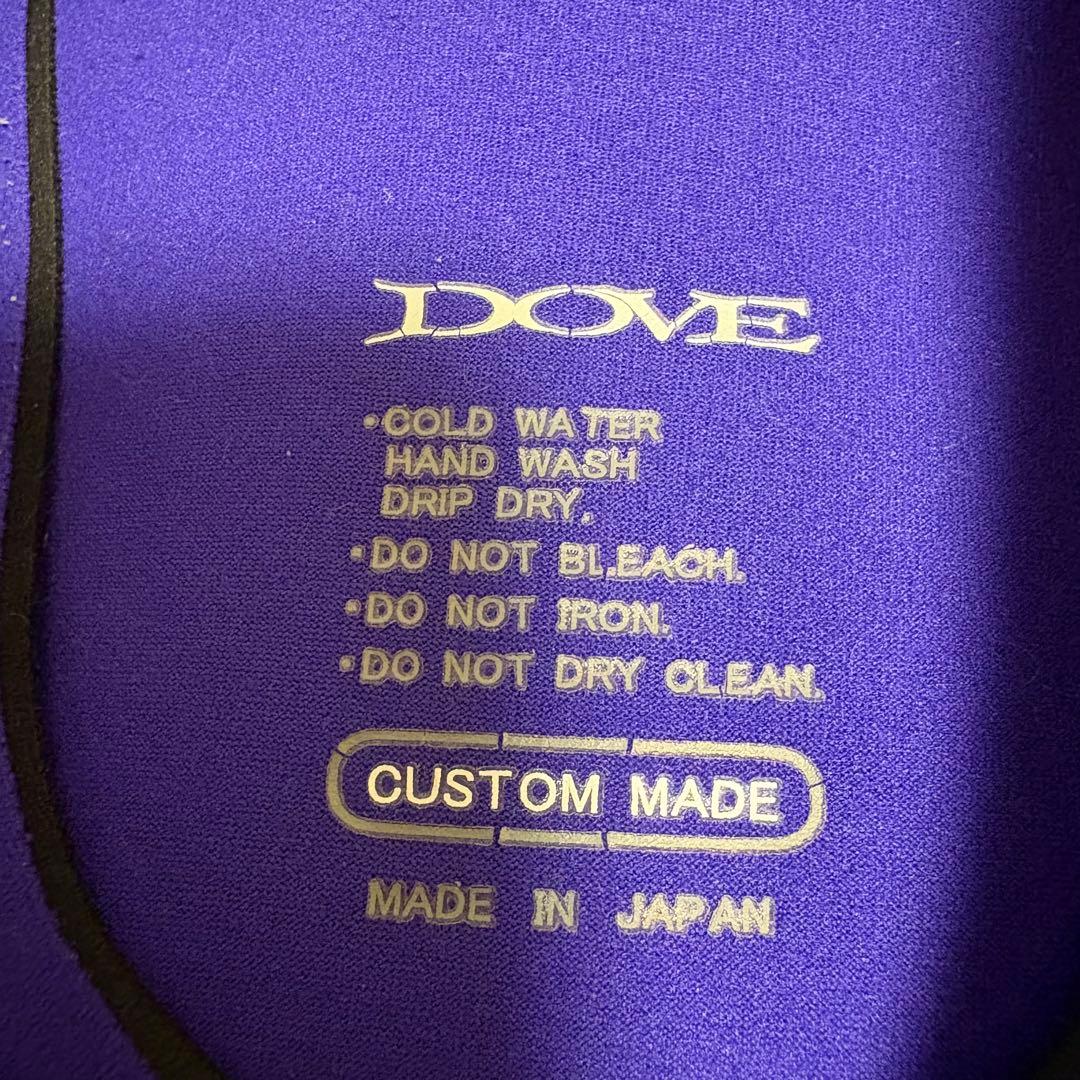 DOVE
•COLD WATER
HAND WASH
DRIP DRY.
•DO NOT BLEACH.
•DO NOT IRON.
•DO NOT DRY CLEAN.
CUSTOM MADE
MADE IN JAPAN